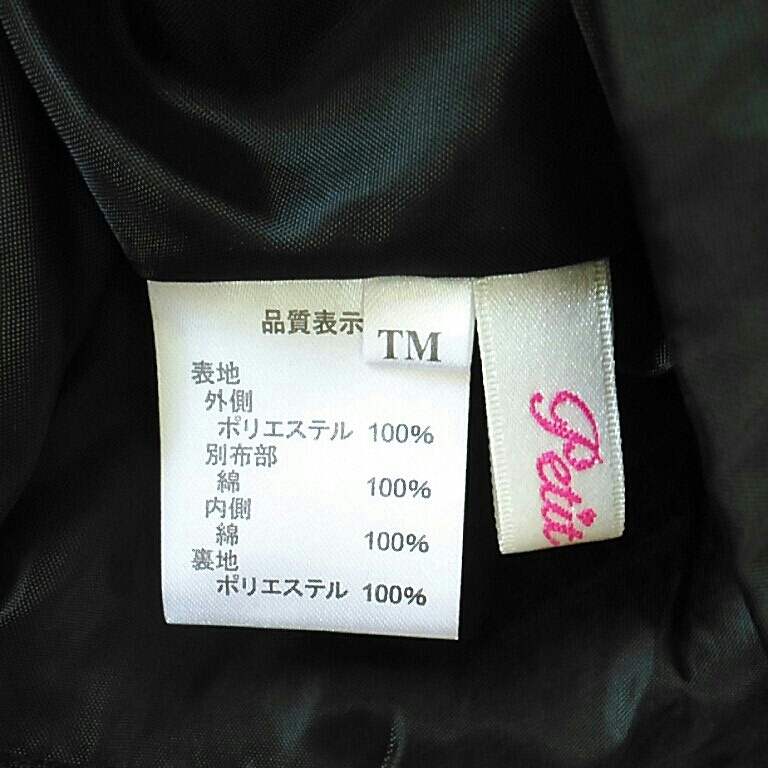 品質表示
TM
表地
外側
ポリエステル 100%
別布部
綿 100%
内側
綿 100%
裏地
ポリエステル 100%
Petit